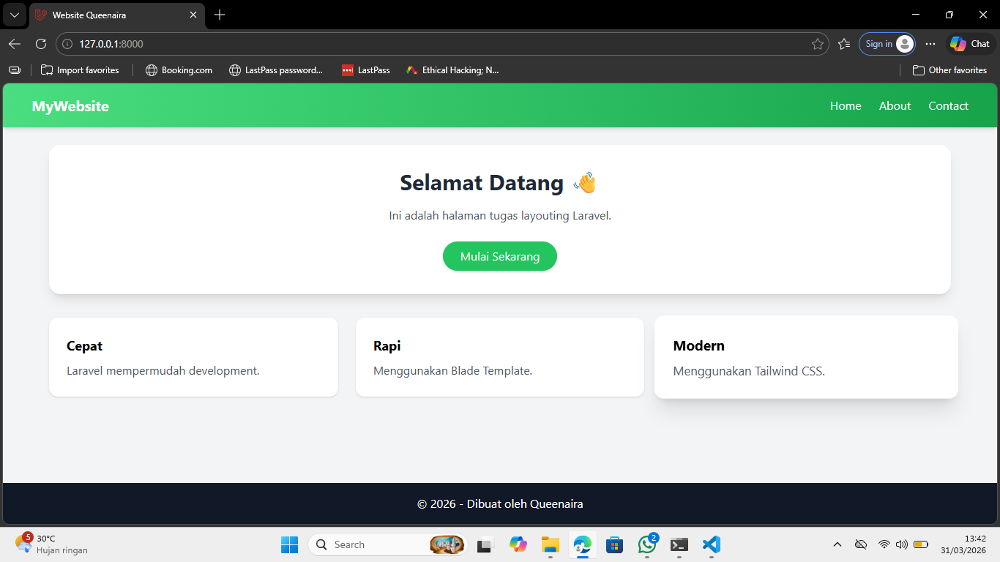 Website Queenaira
127.0.0.1:8000
Sign in
Chat
Import favorites
Booking.com
LastPass password...
LastPass
Ethical Hacking; N...
Other favorites
MyWebsite
Home
About
Contact
Selamat Datang 👋
Ini adalah halaman tugas layouting Laravel.
Mulai Sekarang
Cepat
Laravel mempermudah development.
Rapi
Menggunakan Blade Template.
Modern
Menggunakan Tailwind CSS.
© 2026 - Dibuat oleh Queenaira
5
30°C
Hujan ringan
Search
2
13:42
31/03/2026